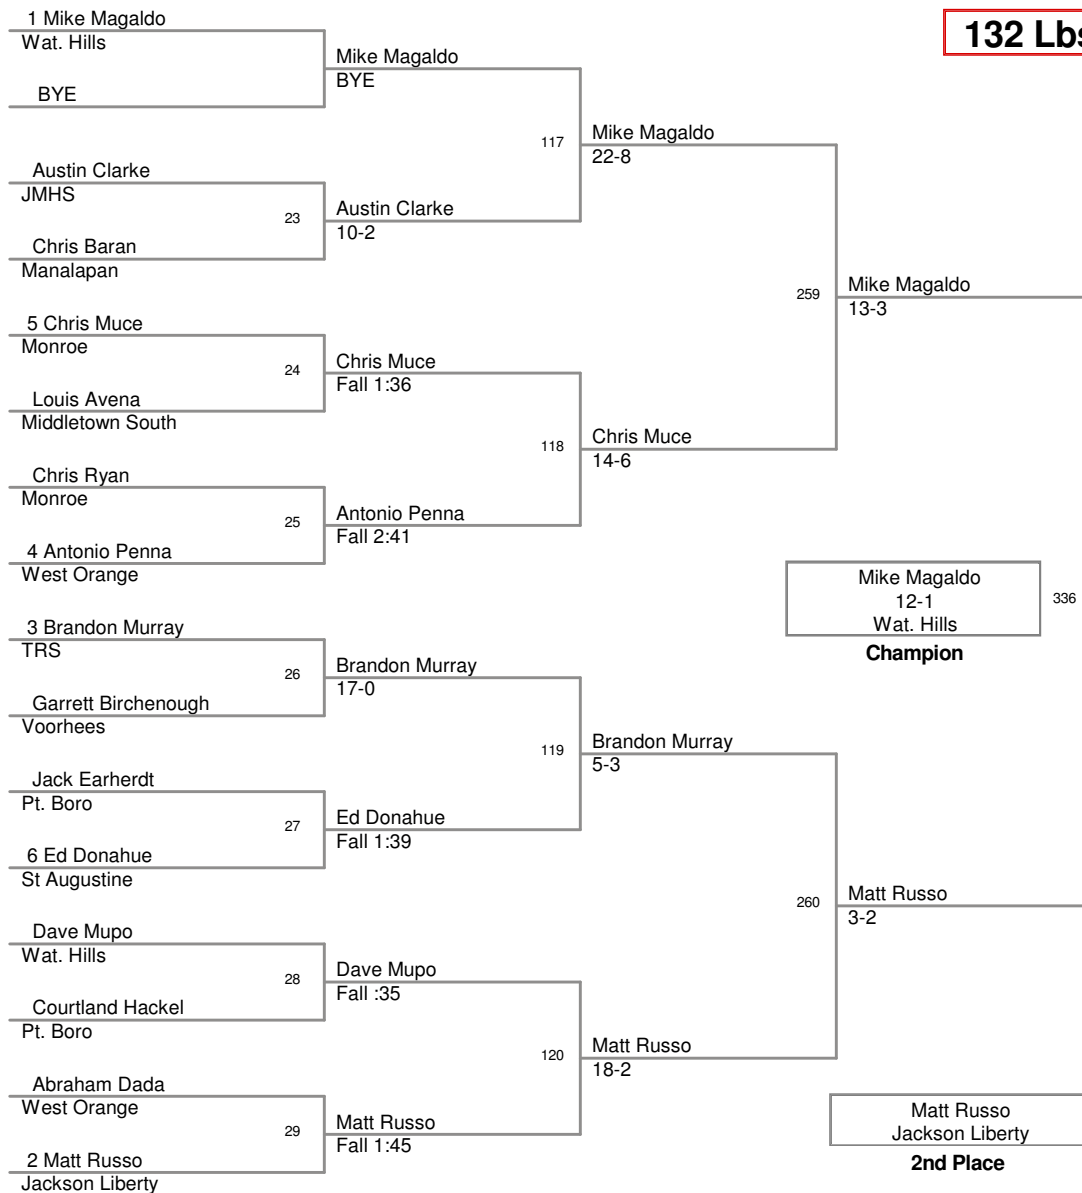 1 Mike Magaldo
Wat. Hills
BYE
Austin Clarke
JMHS
23
Chris Baran
Manalapan
5 Chris Muce
Monroe
24
Louis Avena
Middletown South
Chris Ryan
Monroe
25
4 Antonio Penna
West Orange
3 Brandon Murray
TRS
26
Garrett Birchenough
Voorhees
Jack Earherdt
Pt. Boro
27
6 Ed Donahue
St Augustine
Dave Mupo
Wat. Hills
28
Courtland Hackel
Pt. Boro
Abraham Dada
West Orange
29
2 Matt Russo
Jackson Liberty
Mike Magaldo
BYE
117
Austin Clarke
10-2
Chris Muce
Fall 1:36
118
Antonio Penna
Fall 2:41
Brandon Murray
17-0
119
Ed Donahue
Fall 1:39
Dave Mupo
Fall :35
120
Matt Russo
Fall 1:45
Mike Magaldo
22-8
259
Chris Muce
14-6
Brandon Murray
5-3
260
Matt Russo
18-2
132 Lbs
Mike Magaldo
13-3
Mike Magaldo
12-1
Wat. Hills
336
Champion
Matt Russo
3-2
Matt Russo
Jackson Liberty
2nd Place